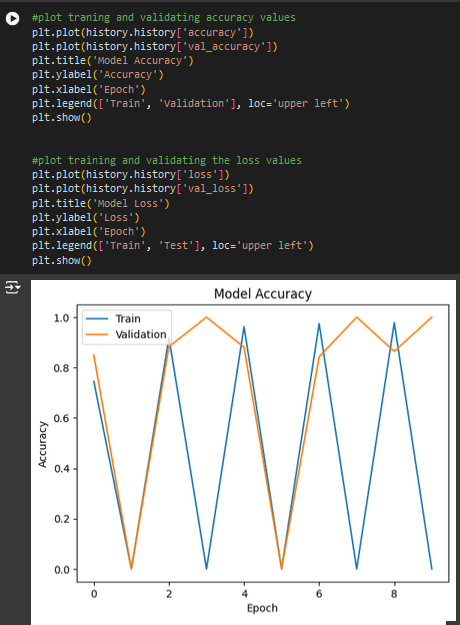 #plot traning and validating accuracy values
plt.plot(history.history['accuracy'])
plt.plot(history.history['val_accuracy'])
plt.title('Model Accuracy')
plt.ylabel('Accuracy')
plt.xlabel('Epoch')
plt.legend(['Train', 'Validation'], loc='upper left')
plt.show()
#plot training and validating the loss values
plt.plot(history.history['loss'])
plt.plot(history.history['val_loss'])
plt.title('Model Loss')
plt.ylabel('Loss')
plt.xlabel('Epoch')
plt.legend(['Train', 'Test'], loc='upper left')
plt.show()
Model Accuracy
Train
Validation
1.0
0.8
0.6
0.4
0.2
0.0
Accuracy
0 2 4 6 8
Epoch